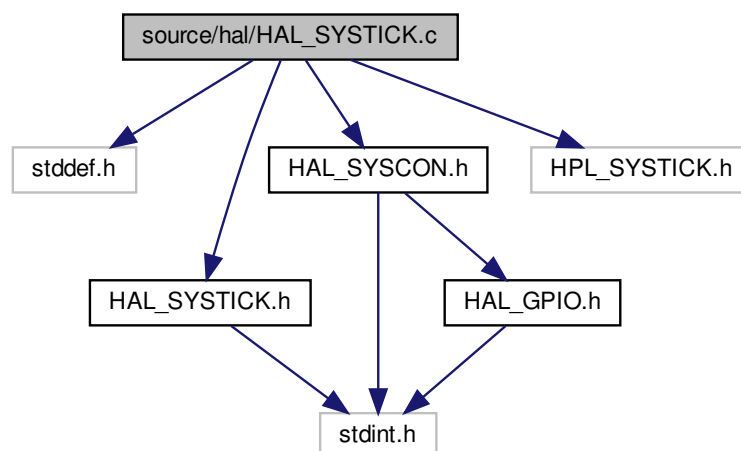 source/hal/HAL_SYSTICK.c
stddef.h
HAL_SYSCON.h
HPL_SYSTICK.h
HAL_SYSTICK.h
HAL_GPIO.h
stdint.h